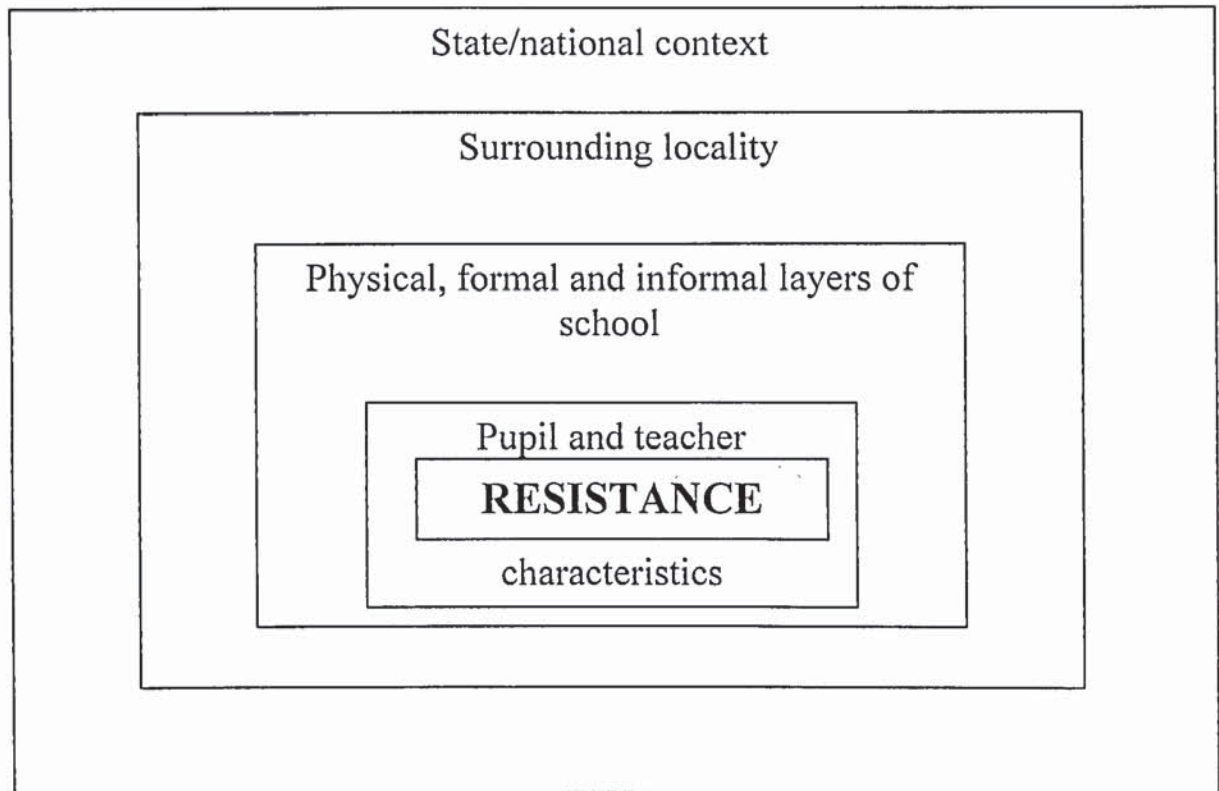 State/national context
Surrounding locality
Physical, formal and informal layers of
school
Pupil and teacher
RESISTANCE
characteristics